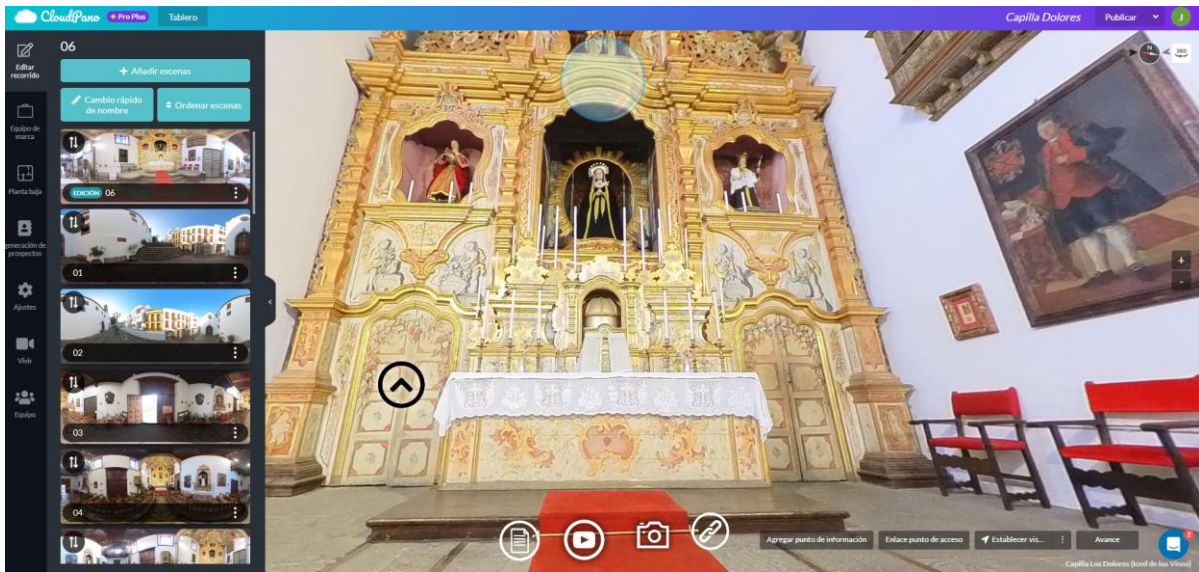 CloudPano
Pro Plus
Tablero
Capilla Dolores
Publicar
J
Editar
recorrido
Equipo de
marca
Planta baja
generación de
prospectos
Ajustes
Vivir
Equipo
06
+ Añadir escenas
Cambio rápido
de nombre
Ordenar escenas
EDICIÓN 06
01
02
03
04
N
360
+
-
Agregar punto de información
Enlace punto de acceso
Establecer vis...
Avance
2
Capilla Los Dolores (Icod de los Vinos)